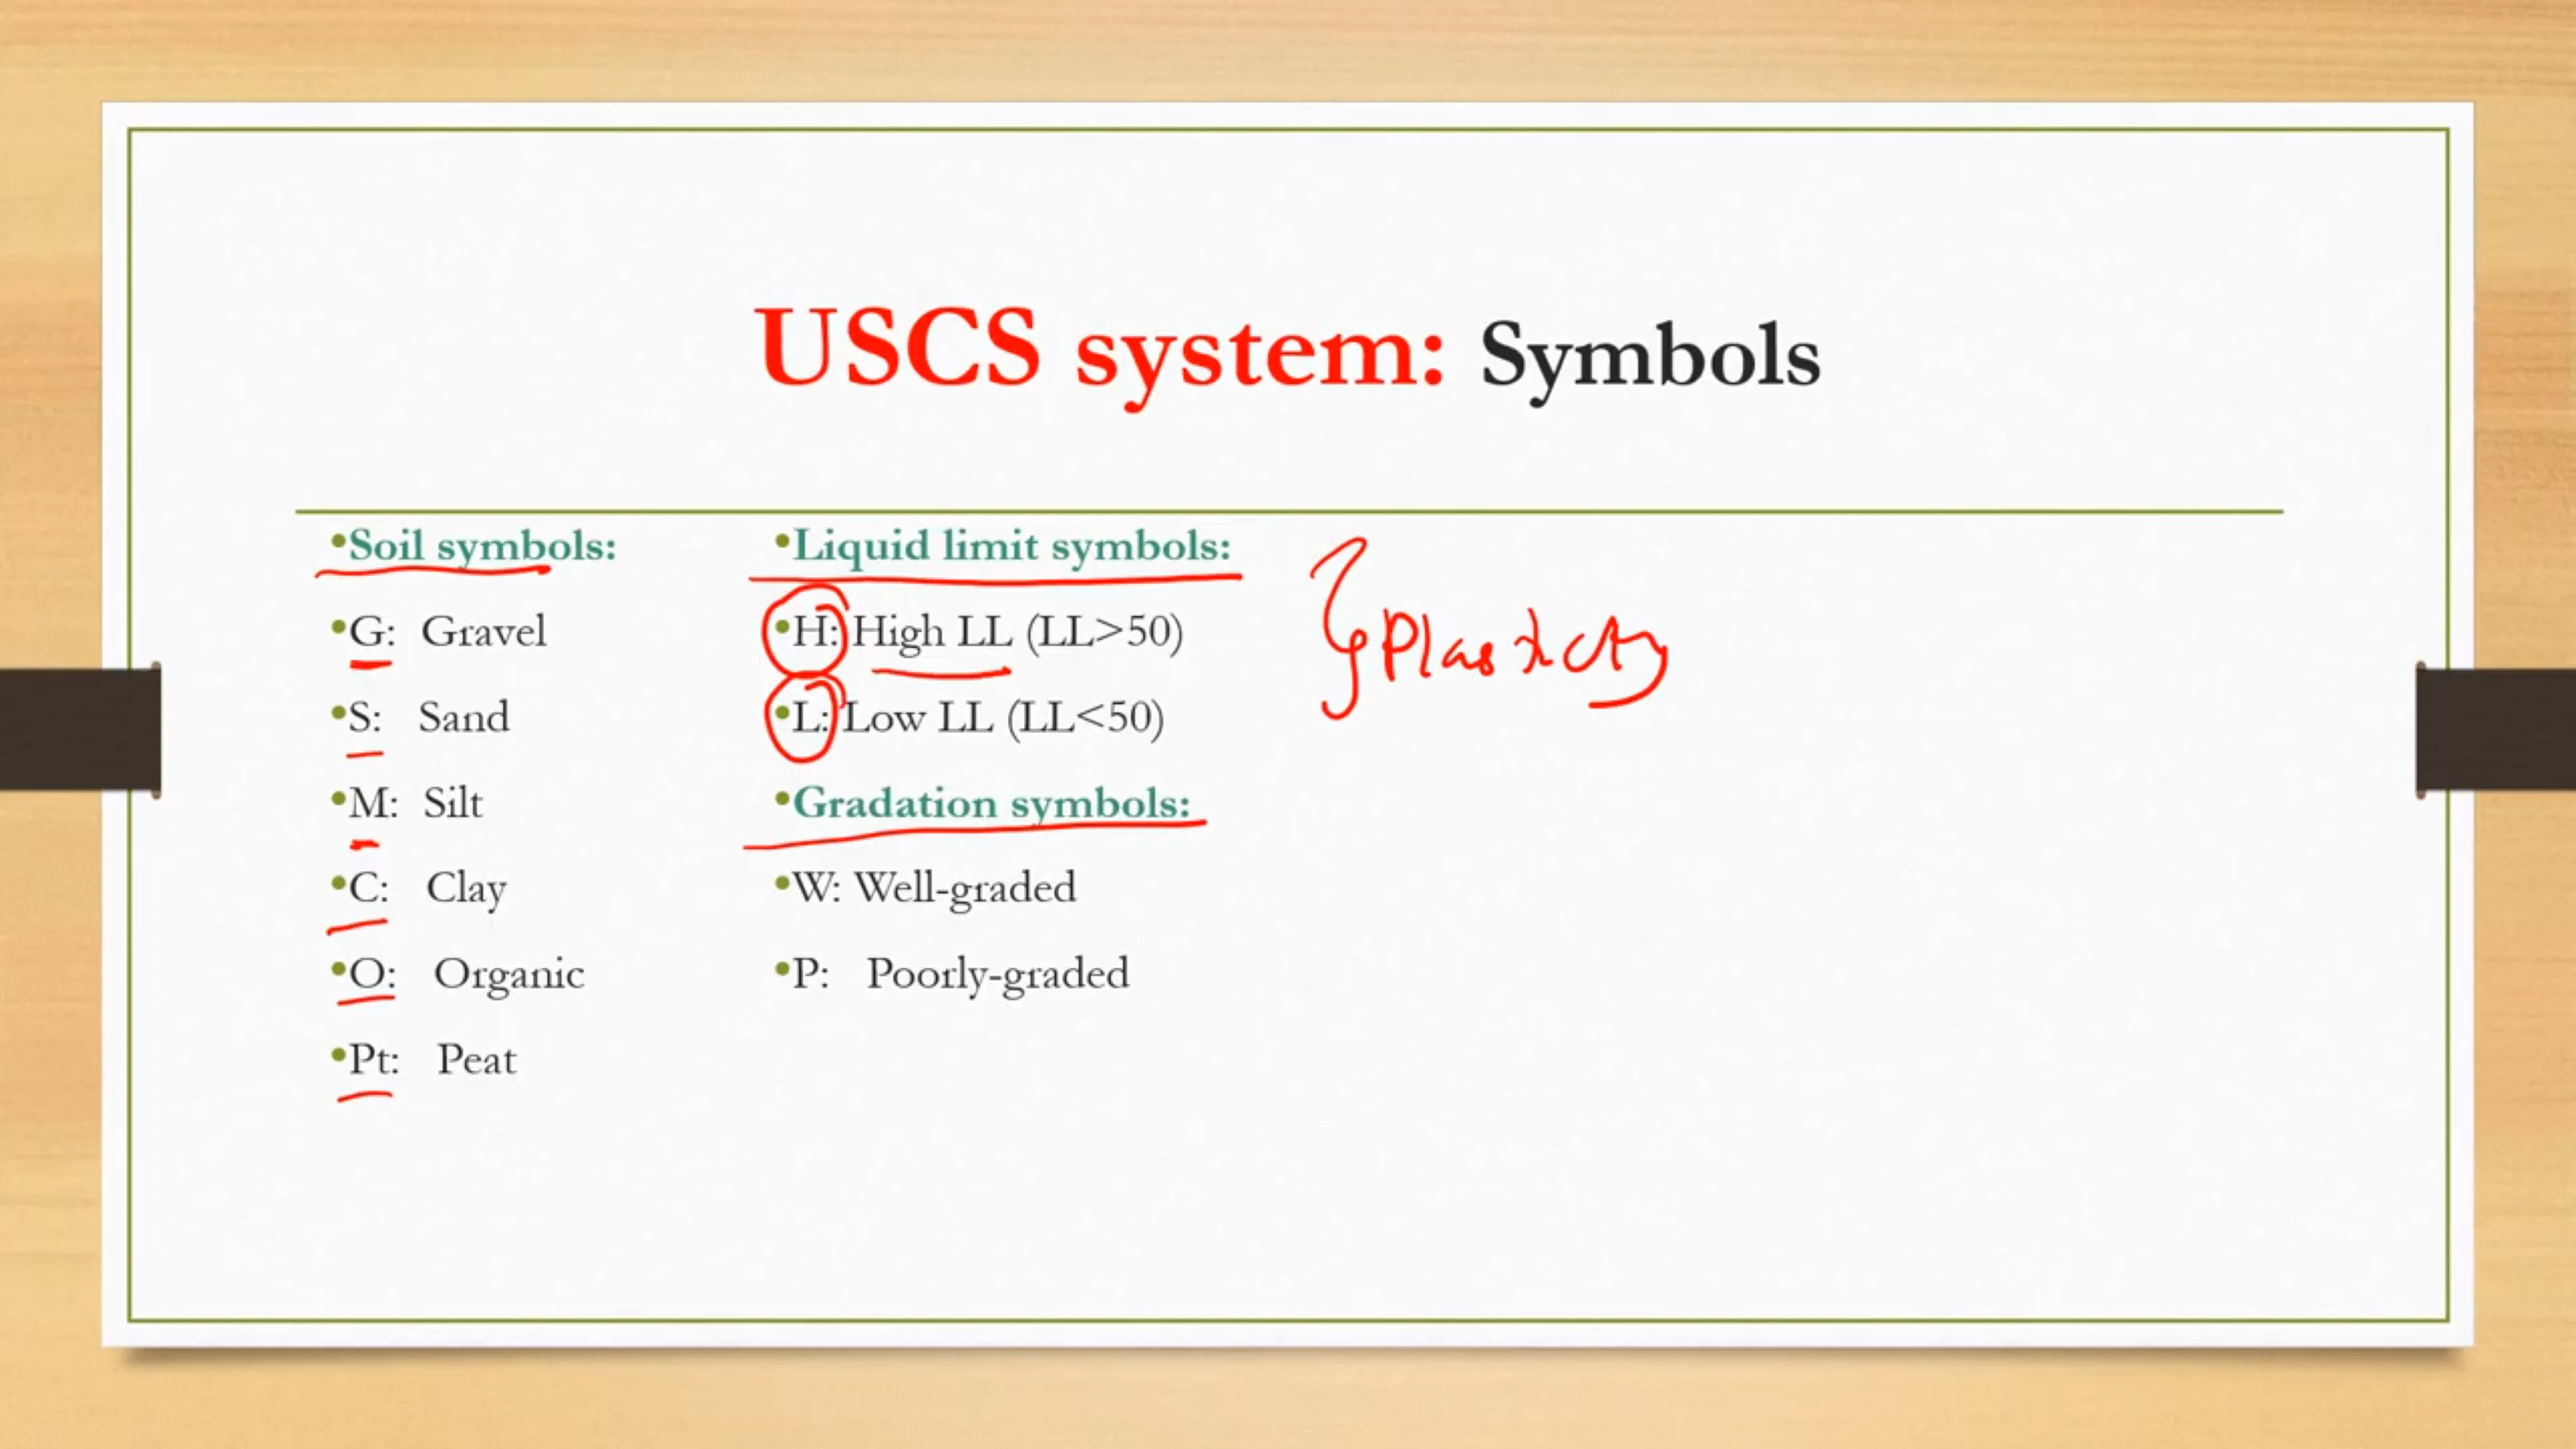 USCS system: Symbols
•Soil symbols:
•G: Gravel
•S: Sand
•M: Silt
•C: Clay
•O: Organic
•Pt: Peat
•Liquid limit symbols:
•H: High LL (LL>50)
•L: Low LL (LL<50)
Plasticity
•Gradation symbols:
•W: Well-graded
•P: Poorly-graded